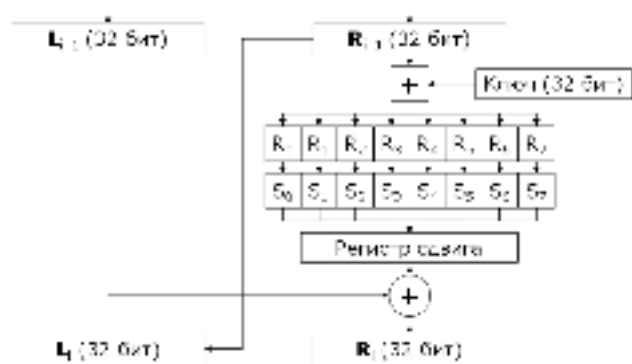 Lᵢ₋₁ (32 бит) Rᵢ₋₁ (32 бит)
+ Ключ (32 бит)
R₀ R₁ R₂ R₃ R₄ R₅ R₆ R₇
S₀ S₁ S₂ S₃ S₄ S₅ S₆ S₇
Регистр сдвига
+
Lᵢ (32 бит) Rᵢ (32 бит)